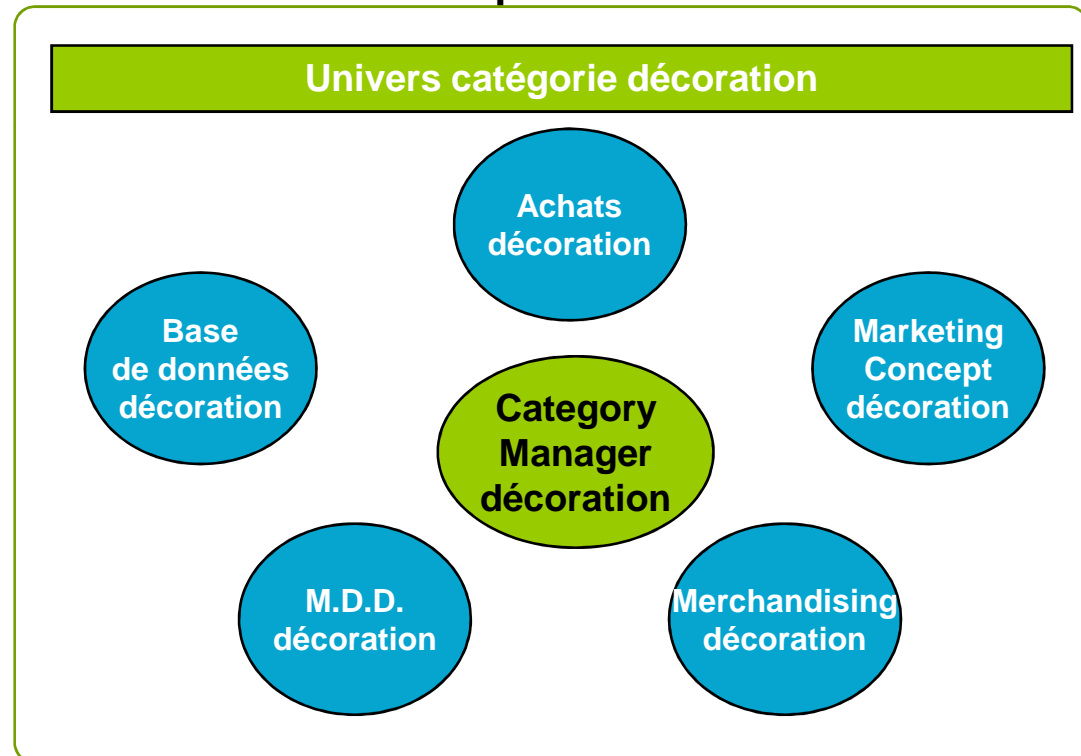 Univers catégorie décoration
Achats
décoration
Base
de données
décoration
Marketing
Concept
décoration
Category
Manager
décoration
M.D.D.
décoration
Merchandising
décoration